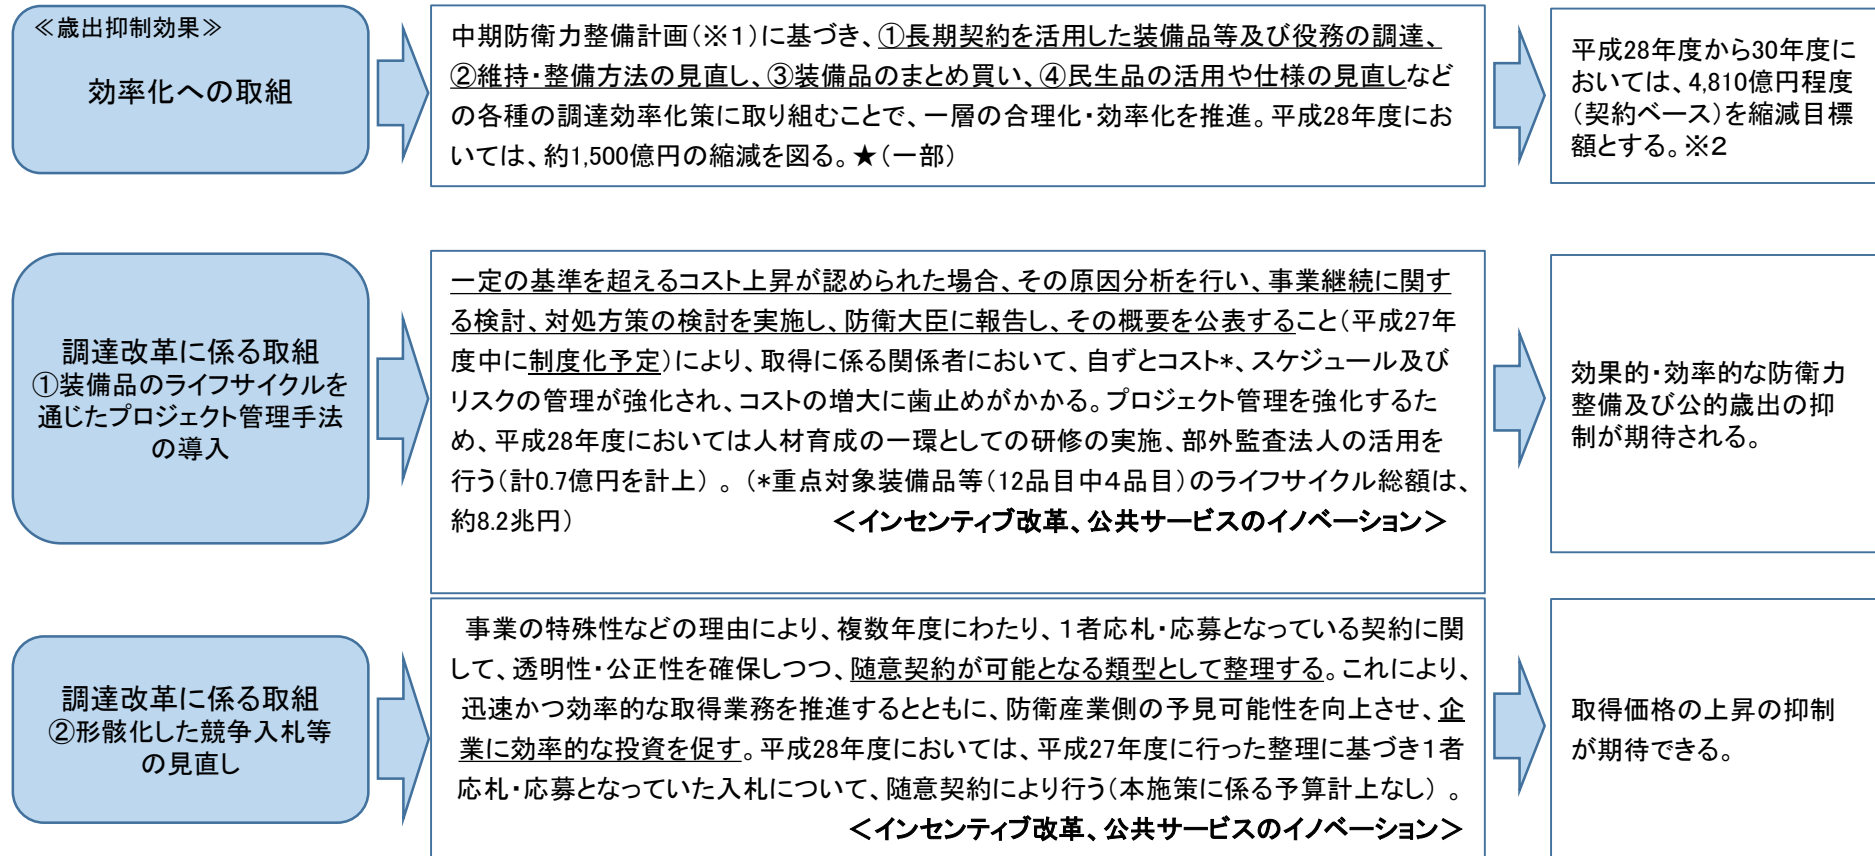 ≪歳出抑制効果≫
効率化への取組
中期防衛力整備計画(※1)に基づき、①長期契約を活用した装備品等及び役務の調達、
②維持・整備方法の見直し、③装備品のまとめ買い、④民生品の活用や仕様の見直しなど
の各種の調達効率化策に取り組むことで、一層の合理化・効率化を推進。平成28年度にお
いては、約1,500億円の縮減を図る。★(一部)
平成28年度から30年度に
おいては、4,810億円程度
(契約ベース)を縮減目標
額とする。※2
調達改革に係る取組
①装備品のライフサイクルを
通じたプロジェクト管理手法
の導入
一定の基準を超えるコスト上昇が認められた場合、その原因分析を行い、事業継続に関す
る検討、対処方策の検討を実施し、防衛大臣に報告し、その概要を公表すること(平成27年
度中に制度化予定)により、取得に係る関係者において、自ずとコスト*、スケジュール及び
リスクの管理が強化され、コストの増大に歯止めがかかる。プロジェクト管理を強化するた
め、平成28年度においては人材育成の一環としての研修の実施、部外監査法人の活用を
行う(計0.7億円を計上) 。 (*重点対象装備品等(12品目中4品目)のライフサイクル総額は、
約8.2兆円) <インセンティブ改革、公共サービスのイノベーション>
効果的・効率的な防衛力
整備及び公的歳出の抑
制が期待される。
調達改革に係る取組
②形骸化した競争入札等
の見直し
事業の特殊性などの理由により、複数年度にわたり、1者応札・応募となっている契約に関
して、透明性・公正性を確保しつつ、随意契約が可能となる類型として整理する。これにより、
迅速かつ効率的な取得業務を推進するとともに、防衛産業側の予見可能性を向上させ、企
業に効率的な投資を促す。平成28年度においては、平成27年度に行った整理に基づき1者
応札・応募となっていた入札について、随意契約により行う(本施策に係る予算計上なし) 。
<インセンティブ改革、公共サービスのイノベーション>
取得価格の上昇の抑制
が期待できる。